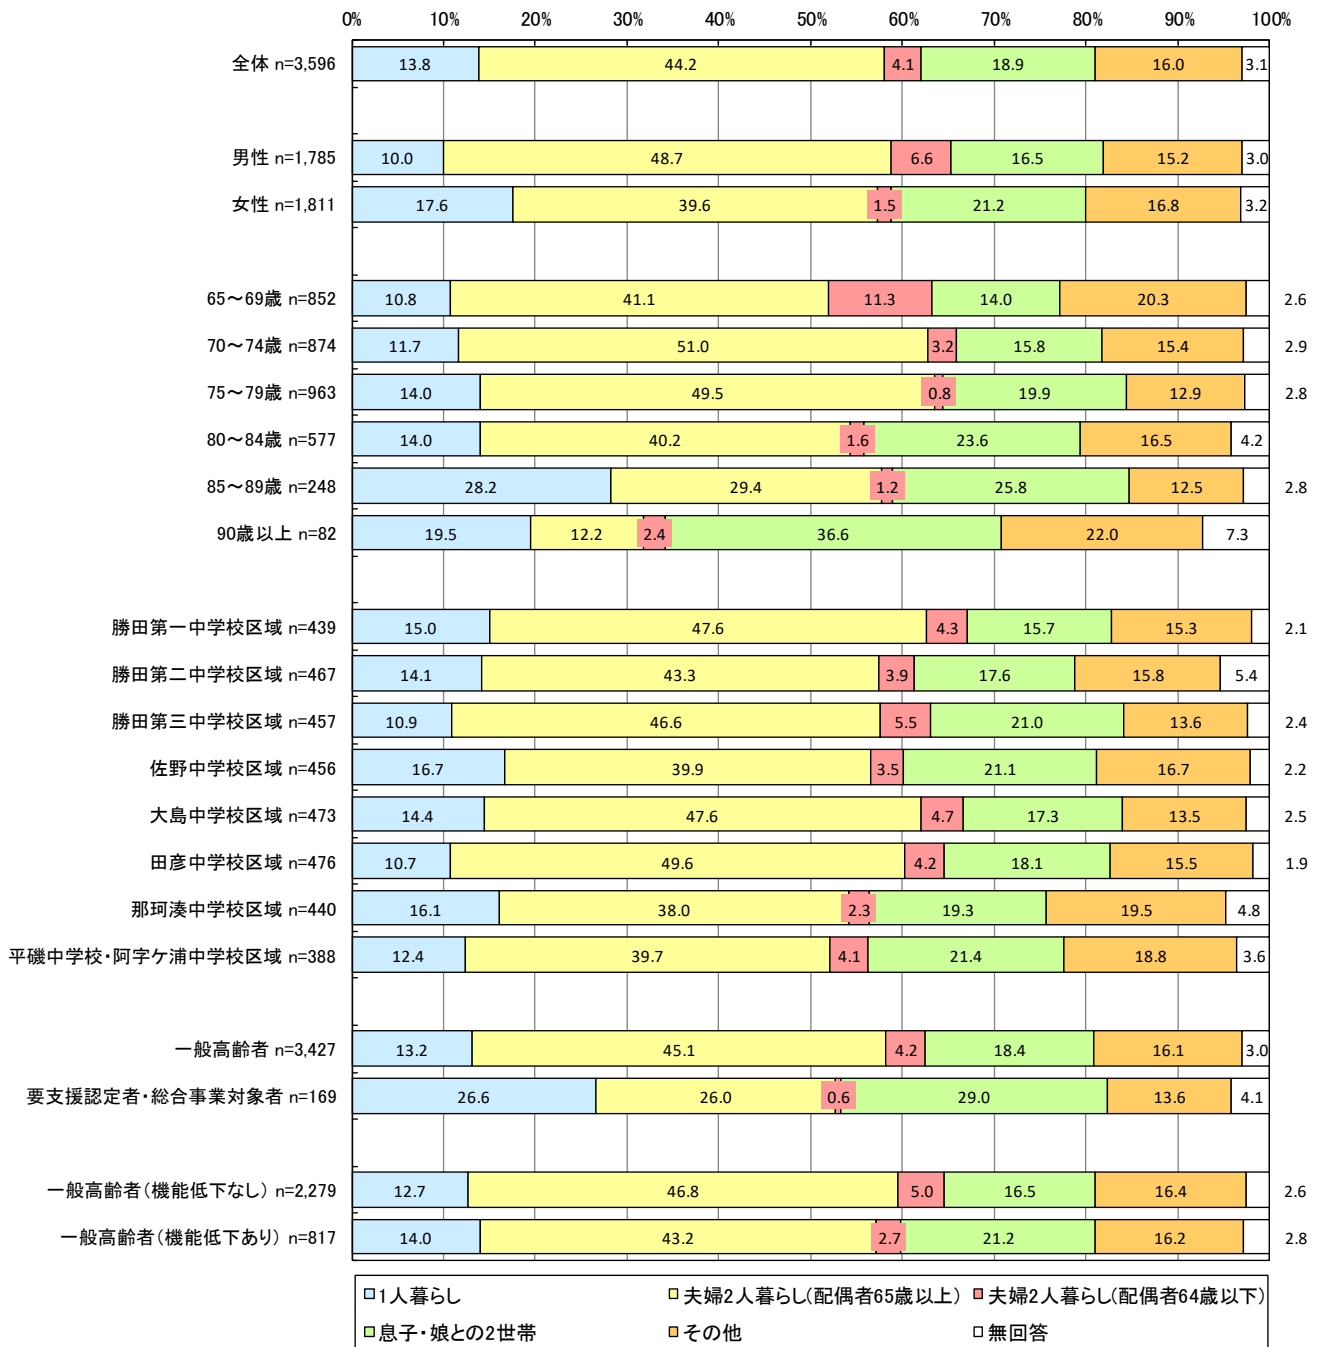 0% 10% 20% 30% 40% 50% 60% 70% 80% 90% 100%
全体 n=3,596 13.8 44.2 4.1 18.9 16.0 3.1
男性 n=1,785 10.0 48.7 6.6 16.5 15.2 3.0
女性 n=1,811 17.6 39.6 1.5 21.2 16.8 3.2
65～69歳 n=852 10.8 41.1 11.3 14.0 20.3 2.6
70～74歳 n=874 11.7 51.0 3.2 15.8 15.4 2.9
75～79歳 n=963 14.0 49.5 0.8 19.9 12.9 2.8
80～84歳 n=577 14.0 40.2 1.6 23.6 16.5 4.2
85～89歳 n=248 28.2 29.4 1.2 25.8 12.5 2.8
90歳以上 n=82 19.5 12.2 2.4 36.6 22.0 7.3
勝田第一中学校区域 n=439 15.0 47.6 4.3 15.7 15.3 2.1
勝田第二中学校区域 n=467 14.1 43.3 3.9 17.6 15.8 5.4
勝田第三中学校区域 n=457 10.9 46.6 5.5 21.0 13.6 2.4
佐野中学校区域 n=456 16.7 39.9 3.5 21.1 16.7 2.2
大島中学校区域 n=473 14.4 47.6 4.7 17.3 13.5 2.5
田彦中学校区域 n=476 10.7 49.6 4.2 18.1 15.5 1.9
那珂湊中学校区域 n=440 16.1 38.0 2.3 19.3 19.5 4.8
平磯中学校・阿字ケ浦中学校区域 n=388 12.4 39.7 4.1 21.4 18.8 3.6
一般高齢者 n=3,427 13.2 45.1 4.2 18.4 16.1 3.0
要支援認定者・総合事業対象者 n=169 26.6 26.0 0.6 29.0 13.6 4.1
一般高齢者（機能低下なし） n=2,279 12.7 46.8 5.0 16.5 16.4 2.6
一般高齢者（機能低下あり） n=817 14.0 43.2 2.7 21.2 16.2 2.8
1人暮らし 夫婦2人暮らし（配偶者65歳以上） 夫婦2人暮らし（配偶者64歳以下）
息子・娘との2世帯 その他 無回答